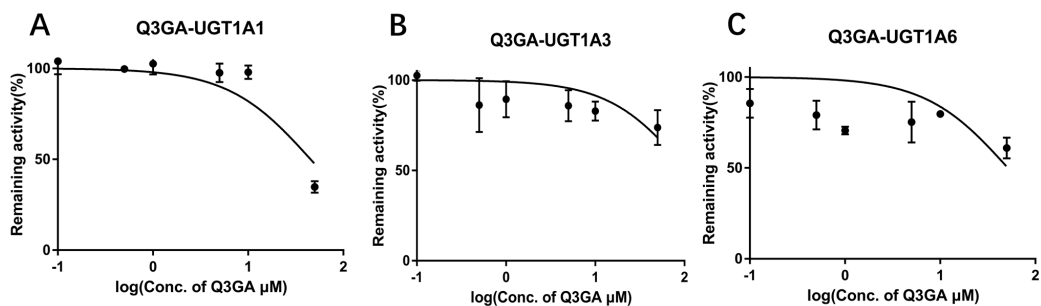 A
Q3GA-UGT1A1
Remaining activity(%)
100
50
0
-1
0
1
2
log(Conc. of Q3GA μM)
B
Q3GA-UGT1A3
Remaining activity(%)
100
50
0
-1
0
1
2
log(Conc. of Q3GA μM)
C
Q3GA-UGT1A6
Remaining activity(%)
100
50
0
-1
0
1
2
log(Conc. of Q3GA μM)